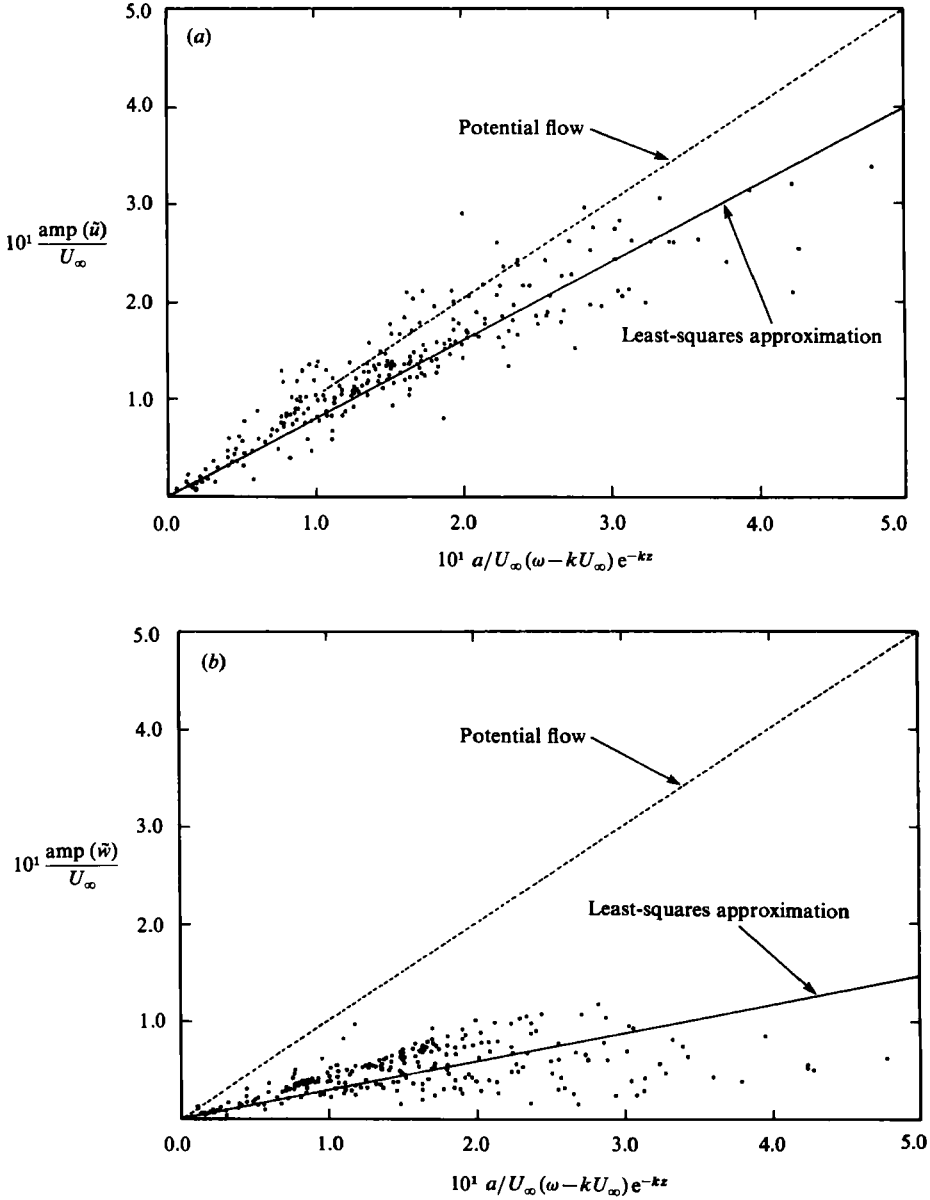 5.0
(a)
4.0
Potential flow
3.0
10¹ amp (ũ)
U∞
2.0
Least-squares approximation
1.0
0.0 1.0 2.0 3.0 4.0 5.0
10¹ a/U∞(ω−kU∞) e⁻ᵏᶻ
5.0
(b)
4.0
Potential flow
3.0
10¹ amp (w̃)
U∞
Least-squares approximation
2.0
1.0
0.0 1.0 2.0 3.0 4.0 5.0
10¹ a/U∞(ω−kU∞) e⁻ᵏᶻ